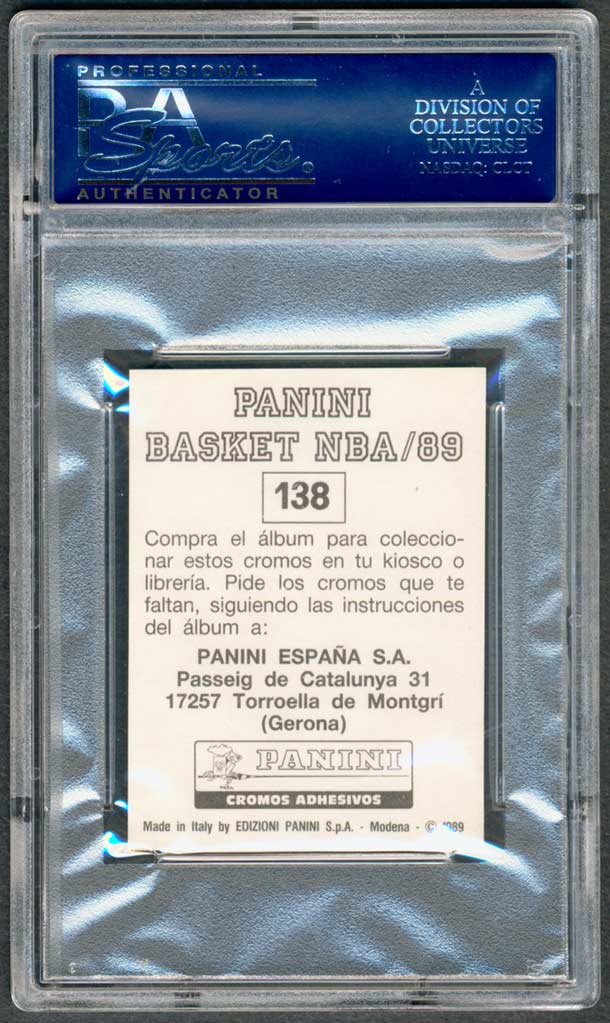 PROFESSIONAL
PSA
Sports.
AUTHENTICATOR
A
DIVISION OF
COLLECTORS
UNIVERSE
NASDAQ: CLCT
PANINI
BASKET NBA/89
138
Compra el álbum para coleccio-
nar estos cromos en tu kiosco o
librería. Pide los cromos que te
faltan, siguiendo las instrucciones
del álbum a:
PANINI ESPAÑA S.A.
Passeig de Catalunya 31
17257 Torroella de Montgrí
(Gerona)
PANINI
CROMOS ADHESIVOS
Made in Italy by EDIZIONI PANINI S.p.A. - Modena - © 1989